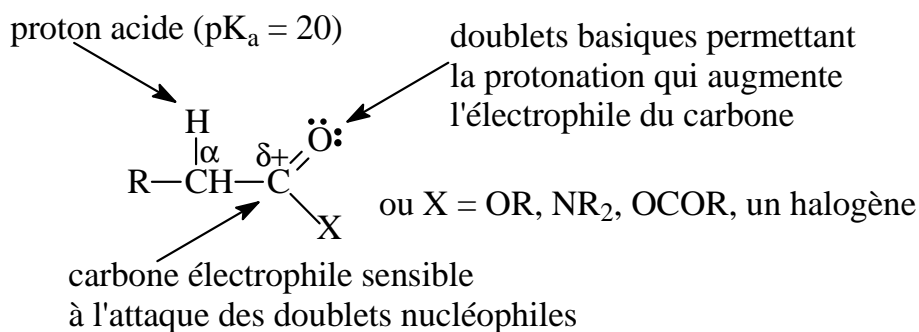 proton acide (pKa = 20)
doublets basiques permettant
la protonation qui augmente
l'électrophile du carbone
H
α
δ+
O
R—CH—C
X
ou X = OR, NR2, OCOR, un halogène
carbone électrophile sensible
à l'attaque des doublets nucléophiles